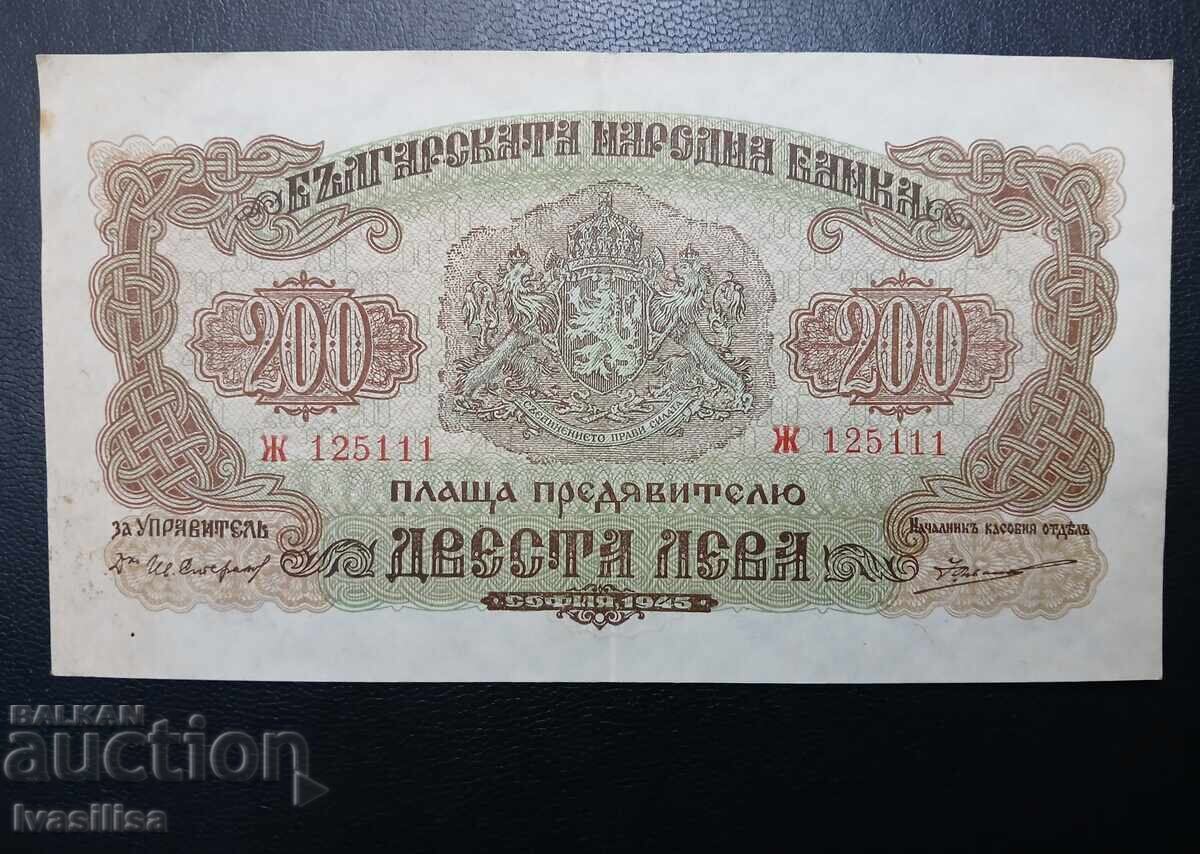 БЪЛГАРСКАТА НАРОДНА БАНКА
200
200
СЪЕДИНЕНИЕТО ПРАВИ СИЛАТА
Ж 125111
Ж 125111
ПЛАЩА ПРЕДЯВИТЕЛЮ
ЗА УПРАВИТЕЛЬ
НАЧАЛНИКЪ КАСОВИЯ ОТДѢЛЪ
ДВЕСТА ЛЕВА
СОФИЯ 1945
BALKAN
auction
Ivasilisa